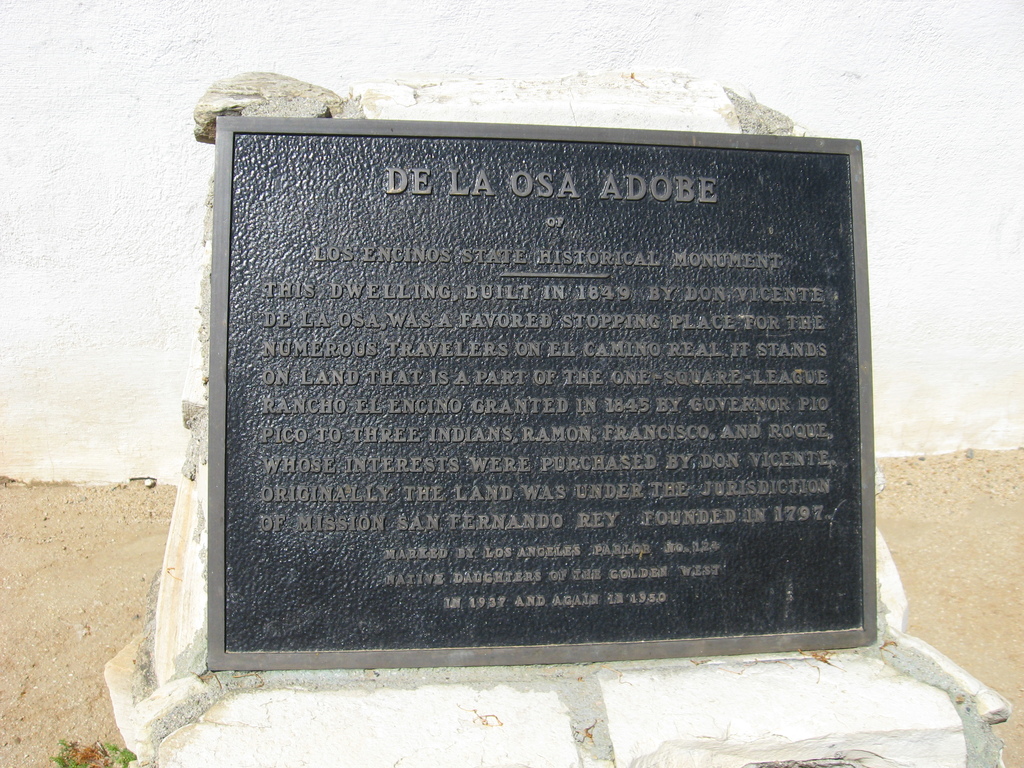 DE LA OSA ADOBE
OF
LOS ENCINOS STATE HISTORICAL MONUMENT
THIS DWELLING, BUILT IN 1849 BY DON VICENTE
DE LA OSA, WAS A FAVORED STOPPING PLACE FOR THE
NUMEROUS TRAVELERS ON EL CAMINO REAL. IT STANDS
ON LAND THAT IS A PART OF THE ONE-SQUARE-LEAGUE
RANCHO EL ENCINO GRANTED IN 1845 BY GOVERNOR PIO
PICO TO THREE INDIANS, RAMON, FRANCISCO, AND ROQUE,
WHOSE INTERESTS WERE PURCHASED BY DON VICENTE.
ORIGINALLY THE LAND WAS UNDER THE JURISDICTION
OF MISSION SAN FERNANDO REY FOUNDED IN 1797.
MARKED BY LOS ANGELES PARLOR NO. 124
NATIVE DAUGHTERS OF THE GOLDEN WEST
IN 1937 AND AGAIN IN 1950